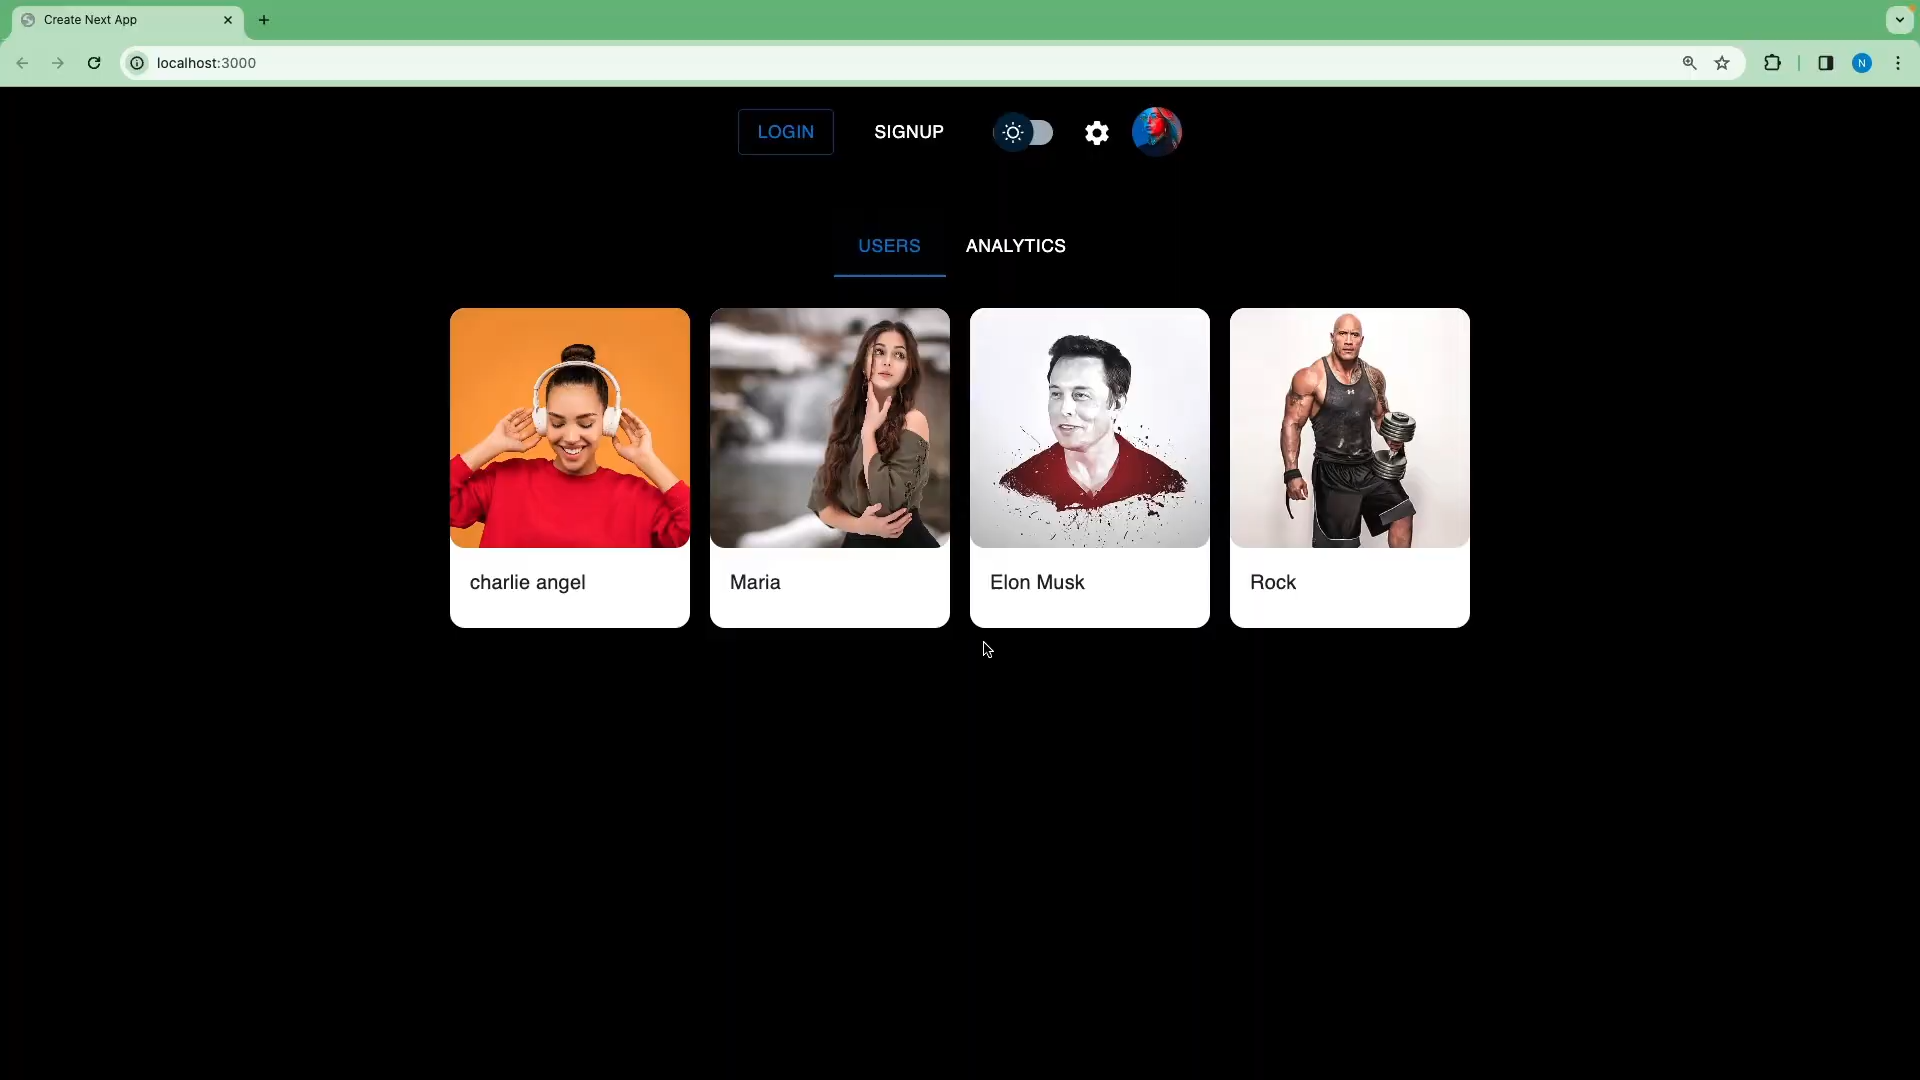 Create Next App
localhost:3000
N
LOGIN SIGNUP
USERS ANALYTICS
charlie angel
Maria
Elon Musk
Rock